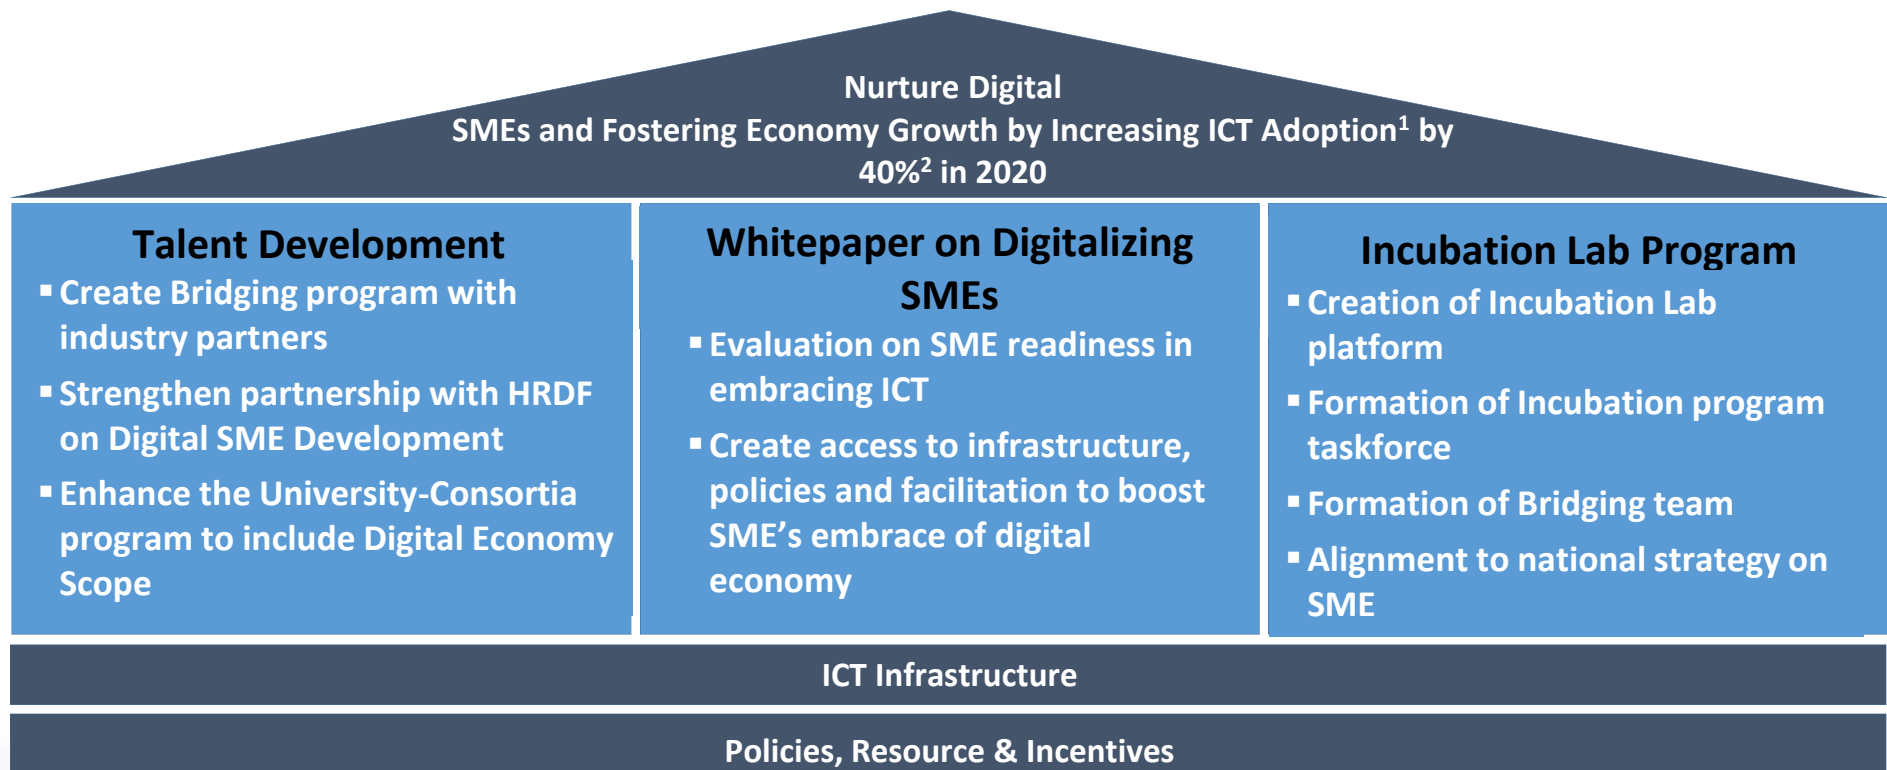 Nurture Digital
SMEs and Fostering Economy Growth by Increasing ICT Adoption¹ by
40%² in 2020
Talent Development
▪ Create Bridging program with
industry partners
▪ Strengthen partnership with HRDF
on Digital SME Development
▪ Enhance the University-Consortia
program to include Digital Economy
Scope
Whitepaper on Digitalizing
SMEs
▪ Evaluation on SME readiness in
embracing ICT
▪ Create access to infrastructure,
policies and facilitation to boost
SME’s embrace of digital
economy
Incubation Lab Program
▪ Creation of Incubation Lab
platform
▪ Formation of Incubation program
taskforce
▪ Formation of Bridging team
▪ Alignment to national strategy on
SME
ICT Infrastructure
Policies, Resource & Incentives